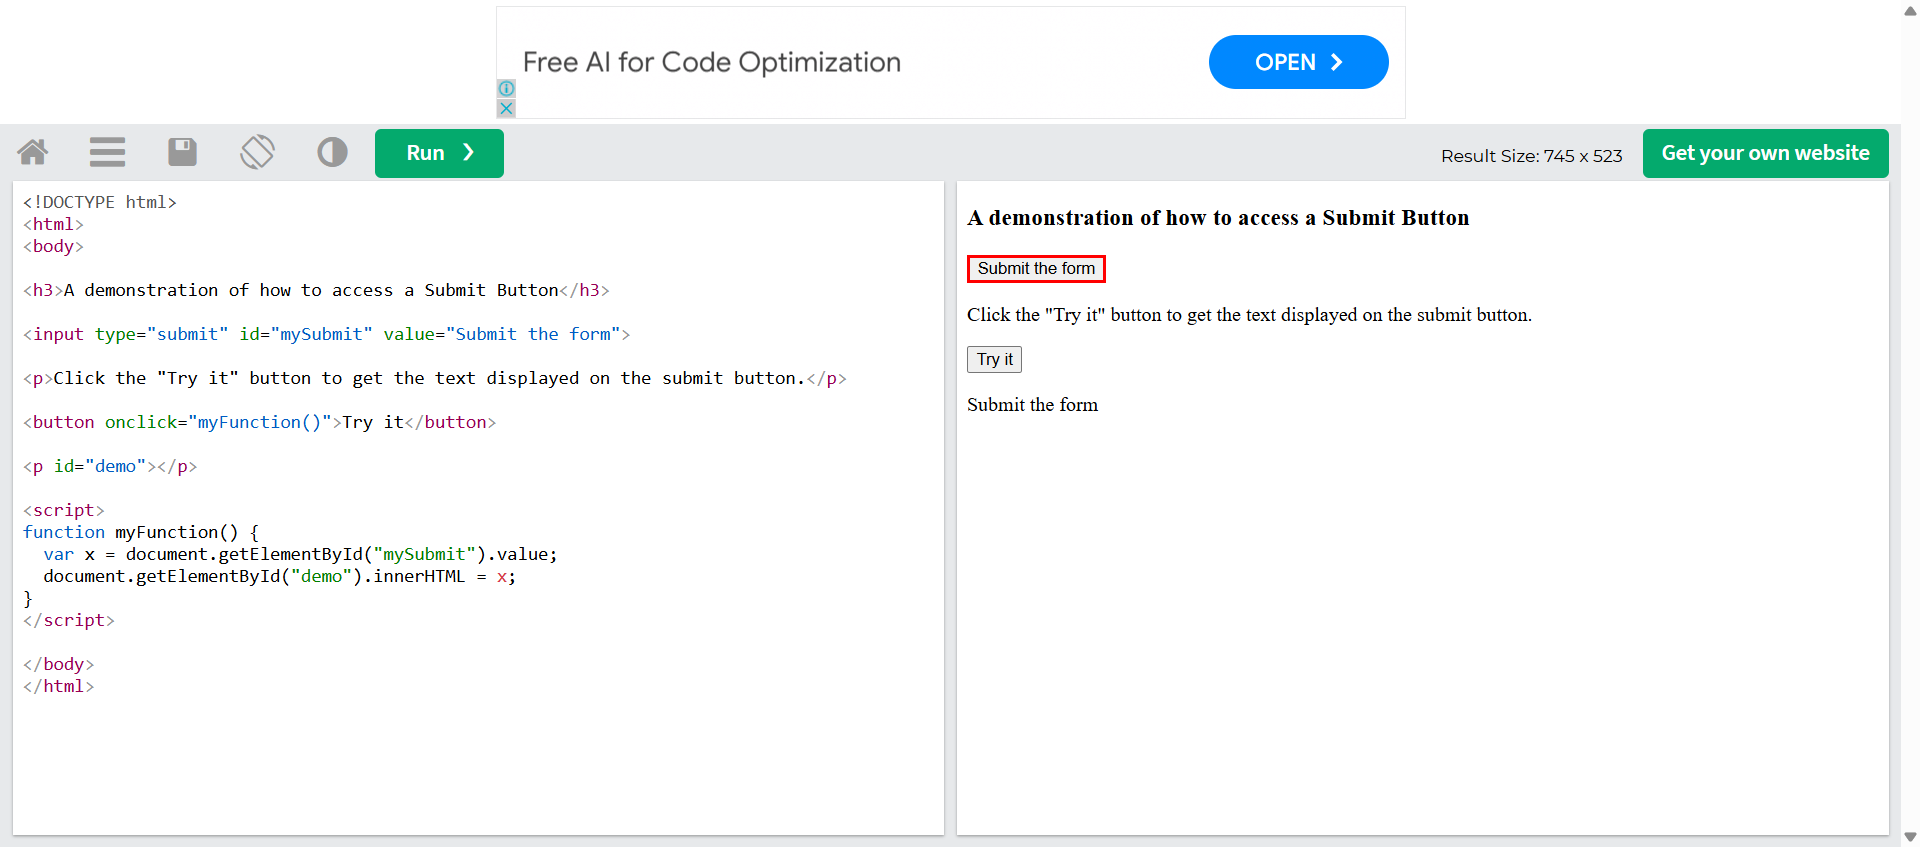 Free AI for Code Optimization
OPEN
Run
Result Size: 745 x 523
Get your own website
<!DOCTYPE html>
<html>
<body>
<h3>A demonstration of how to access a Submit Button</h3>
<input type="submit" id="mySubmit" value="Submit the form">
<p>Click the "Try it" button to get the text displayed on the submit button.</p>
<button onclick="myFunction()">Try it</button>
<p id="demo"></p>
<script>
function myFunction() {
  var x = document.getElementById("mySubmit").value;
  document.getElementById("demo").innerHTML = x;
}
</script>
</body>
</html>
A demonstration of how to access a Submit Button
Submit the form
Click the "Try it" button to get the text displayed on the submit button.
Try it
Submit the form